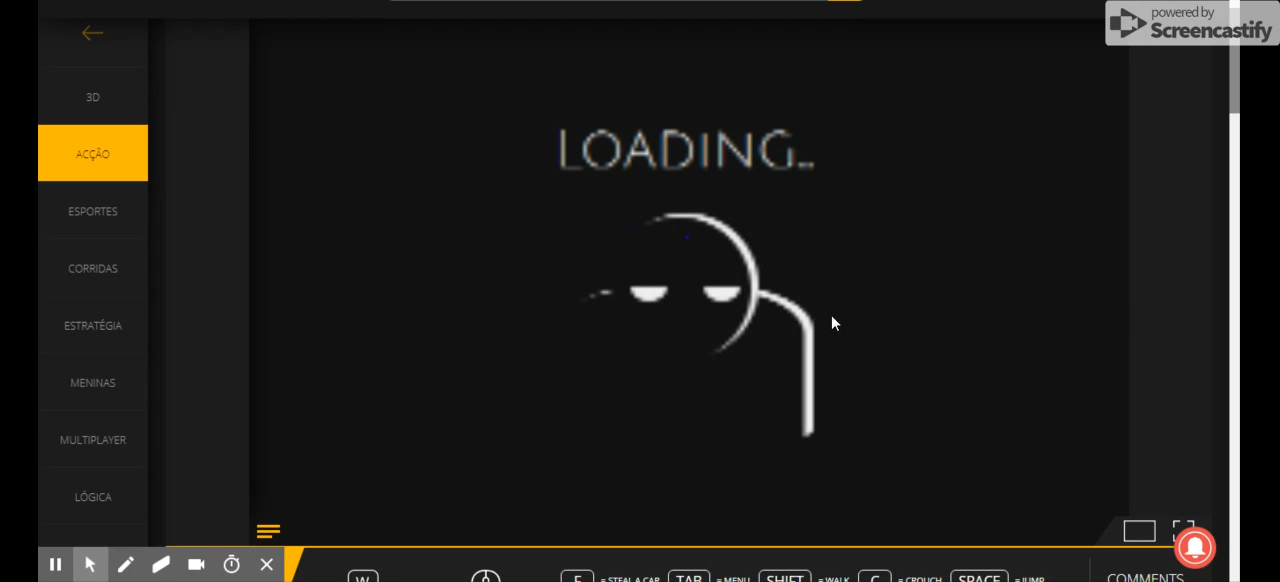 powered by
Screencastify
3D
ACÇÃO
LOADING..
ESPORTES
CORRIDAS
ESTRATÉGIA
MENINAS
MULTIPLAYER
LÓGICA
W
F = STEAL A CAR TAB = MENU SHIFT = WALK C = CROUCH SPACE = JUMP
COMMENTS